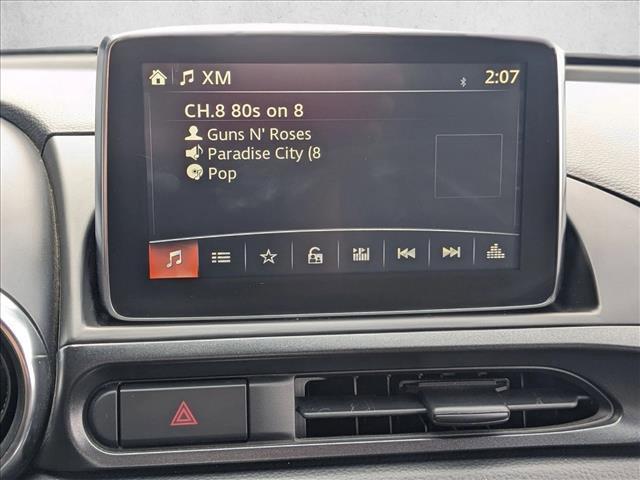 XM 2:07
CH.8 80s on 8
Guns N' Roses
Paradise City (8
Pop